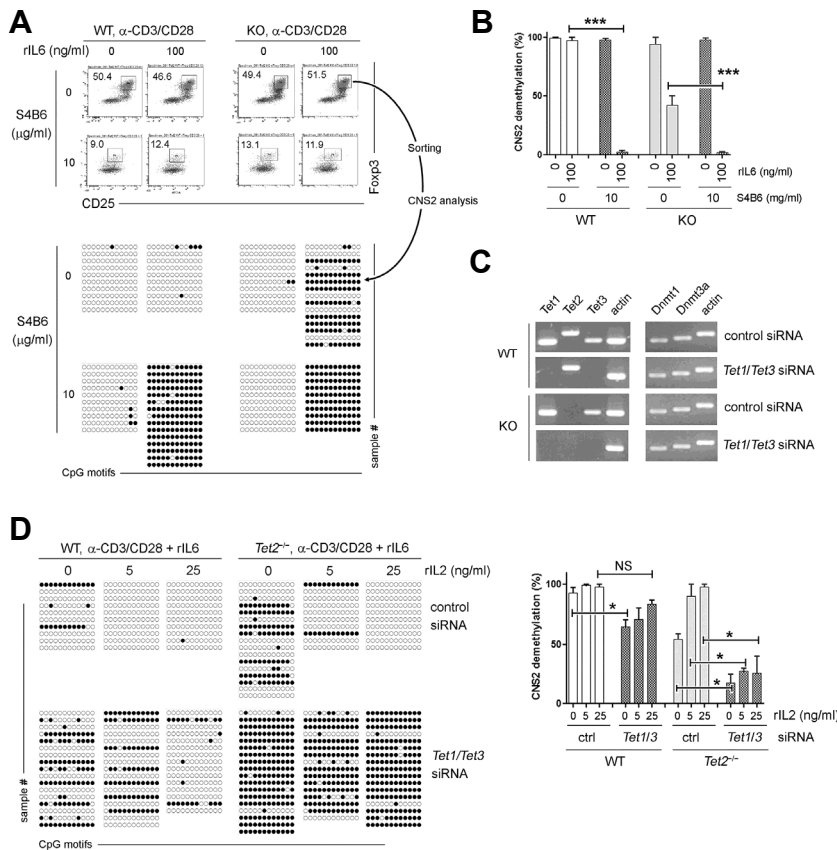 A
WT, α-CD3/CD28
KO, α-CD3/CD28
rIL6 (ng/ml)
0
100
0
100
S4B6
(μg/ml)
0
50.4
46.6
49.4
51.5
10
9.0
12.4
13.1
11.9
Foxp3
CD25
Sorting
CNS2 analysis
S4B6
(μg/ml)
0
10
sample #
CpG motifs
B
CNS2 demethylation (%)
100
50
0
***
***
0 100 0 100 0 100 0 100 rIL6 (ng/ml)
0 10 0 10 S4B6 (mg/ml)
WT KO
C
Tet1 Tet2 Tet3 actin Dnmt1 Dnmt3a actin
WT
control siRNA
Tet1/Tet3 siRNA
KO
control siRNA
Tet1/Tet3 siRNA
D
WT, α-CD3/CD28 + rIL6
Tet2–/–, α-CD3/CD28 + rIL6
0 5 25 0 5 25 rIL2 (ng/ml)
control
siRNA
Tet1/Tet3
siRNA
sample #
CpG motifs
CNS2 demethylation (%)
100
50
0
NS
*
*
*
*
0 5 25 0 5 25 0 5 25 0 5 25 rIL2 (ng/ml)
ctrl Tet1/3 ctrl Tet1/3 siRNA
WT Tet2–/–